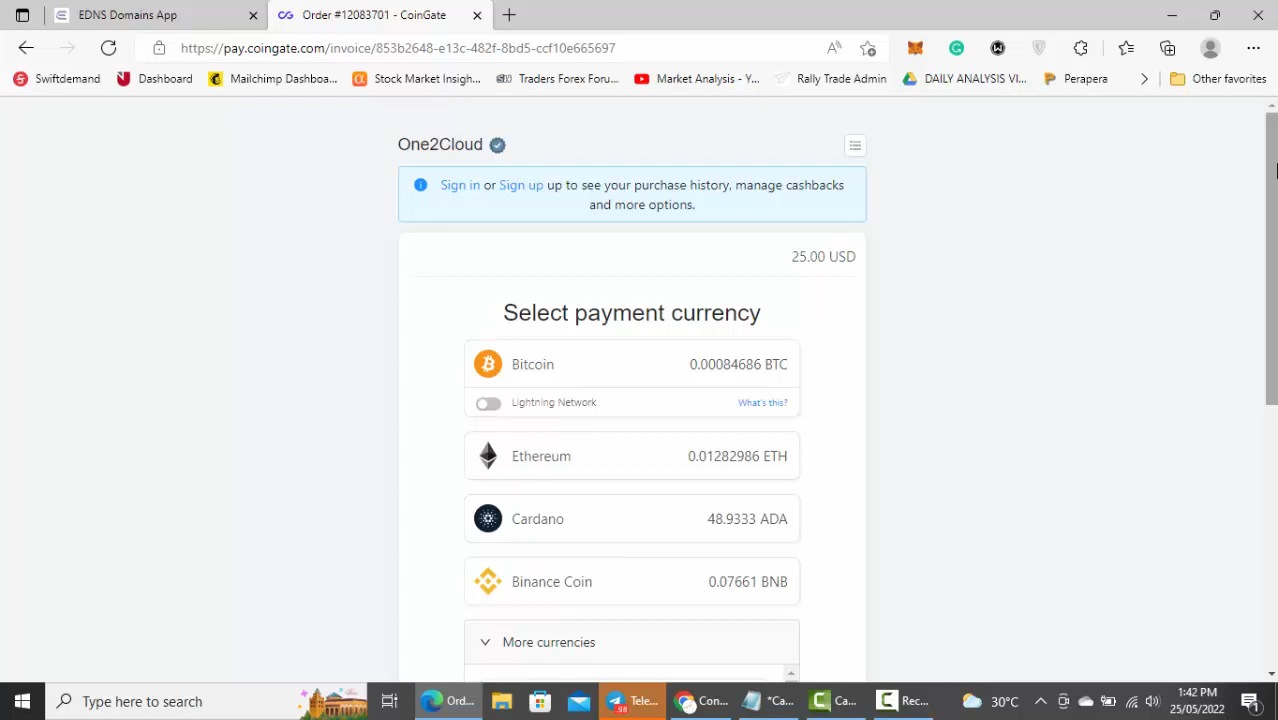 EDNS Domains App
Order #12083701 - CoinGate
https://pay.coingate.com/invoice/853b2648-e13c-482f-8bd5-ccf10e665697
Swiftdemand
Dashboard
Mailchimp Dashboa...
Stock Market Insigh...
Traders Forex Foru...
Market Analysis - Y...
Rally Trade Admin
DAILY ANALYSIS VI...
Perapera
Other favorites
One2Cloud
Sign in or Sign up up to see your purchase history, manage cashbacks
and more options.
25.00 USD
Select payment currency
Bitcoin 0.00084686 BTC
Lightning Network What's this?
Ethereum 0.01282986 ETH
Cardano 48.9333 ADA
Binance Coin 0.07661 BNB
More currencies
Type here to search
Ord...
Tele...
98
Con...
*Ca...
Ca...
Rec...
30°C
1:42 PM
25/05/2022
1